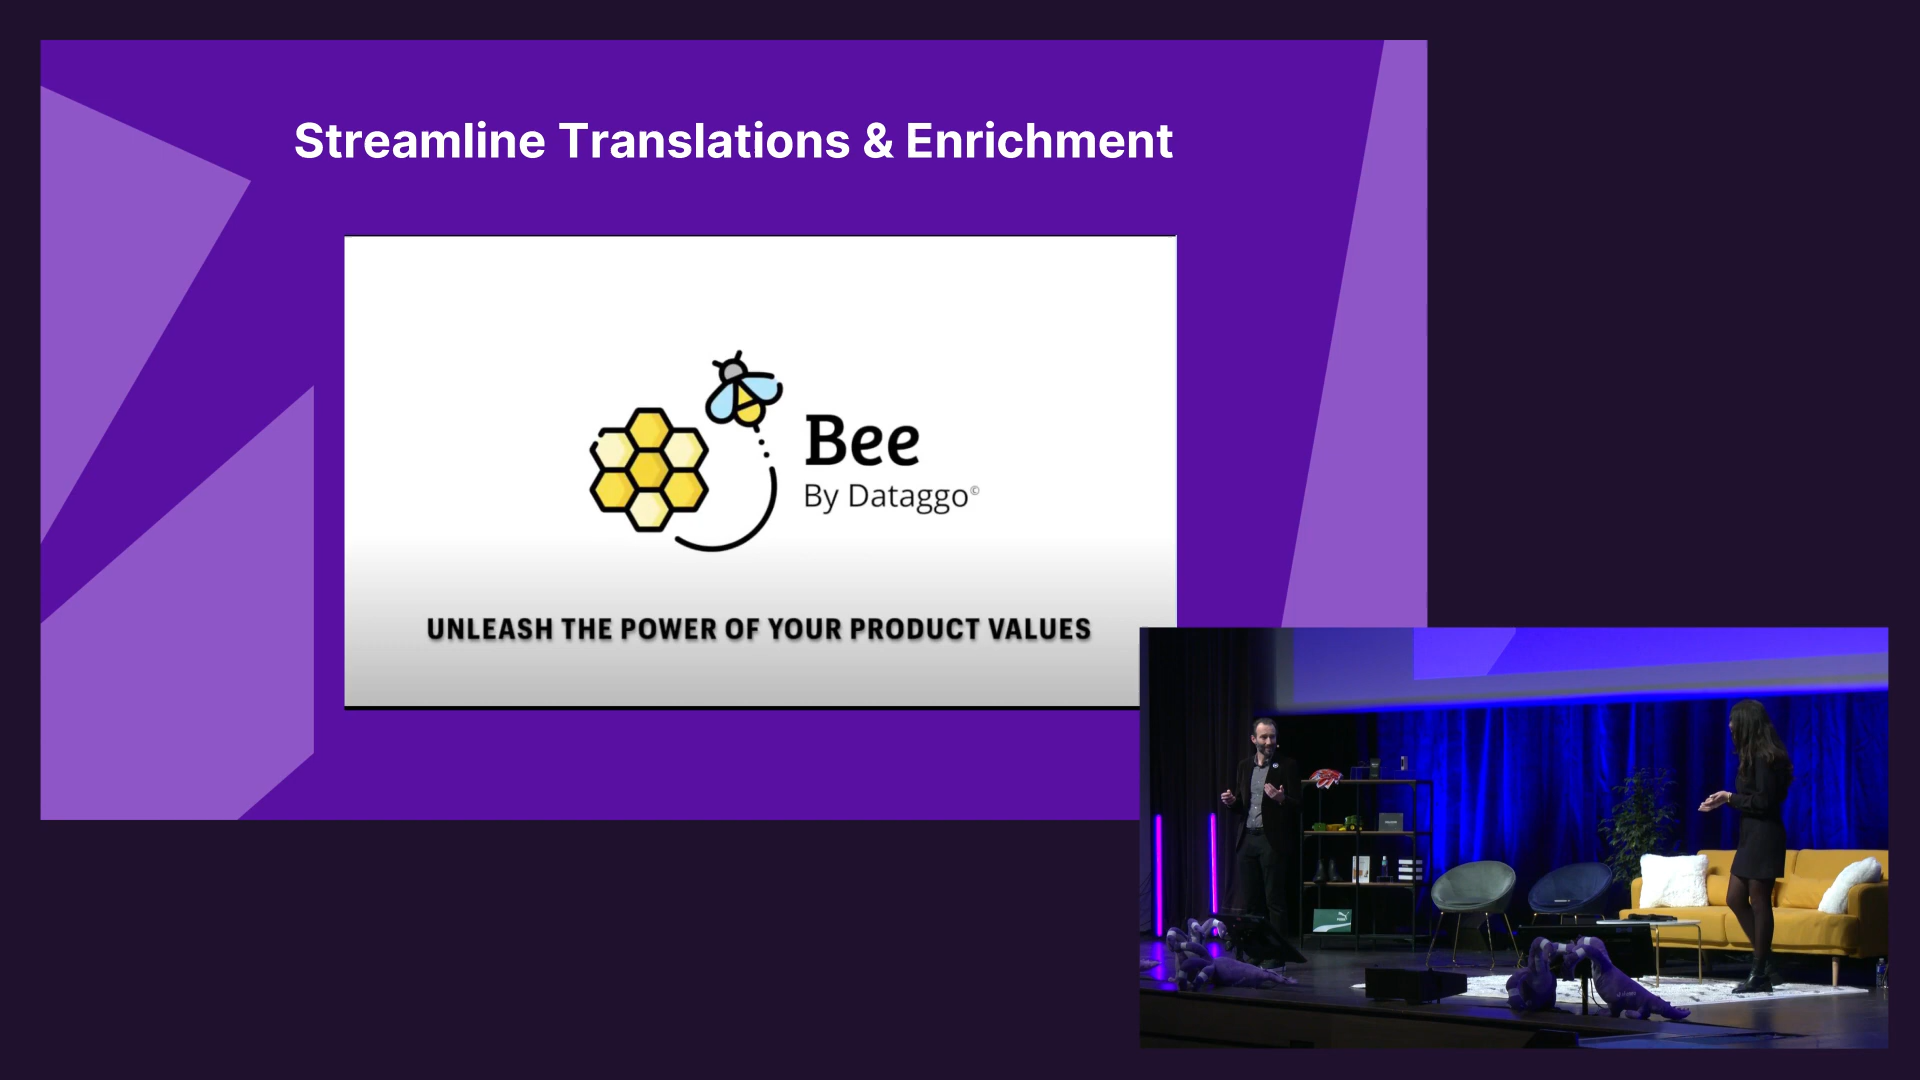 Streamline Translations & Enrichment
Bee
By Dataggo©
UNLEASH THE POWER OF YOUR PRODUCT VALUES